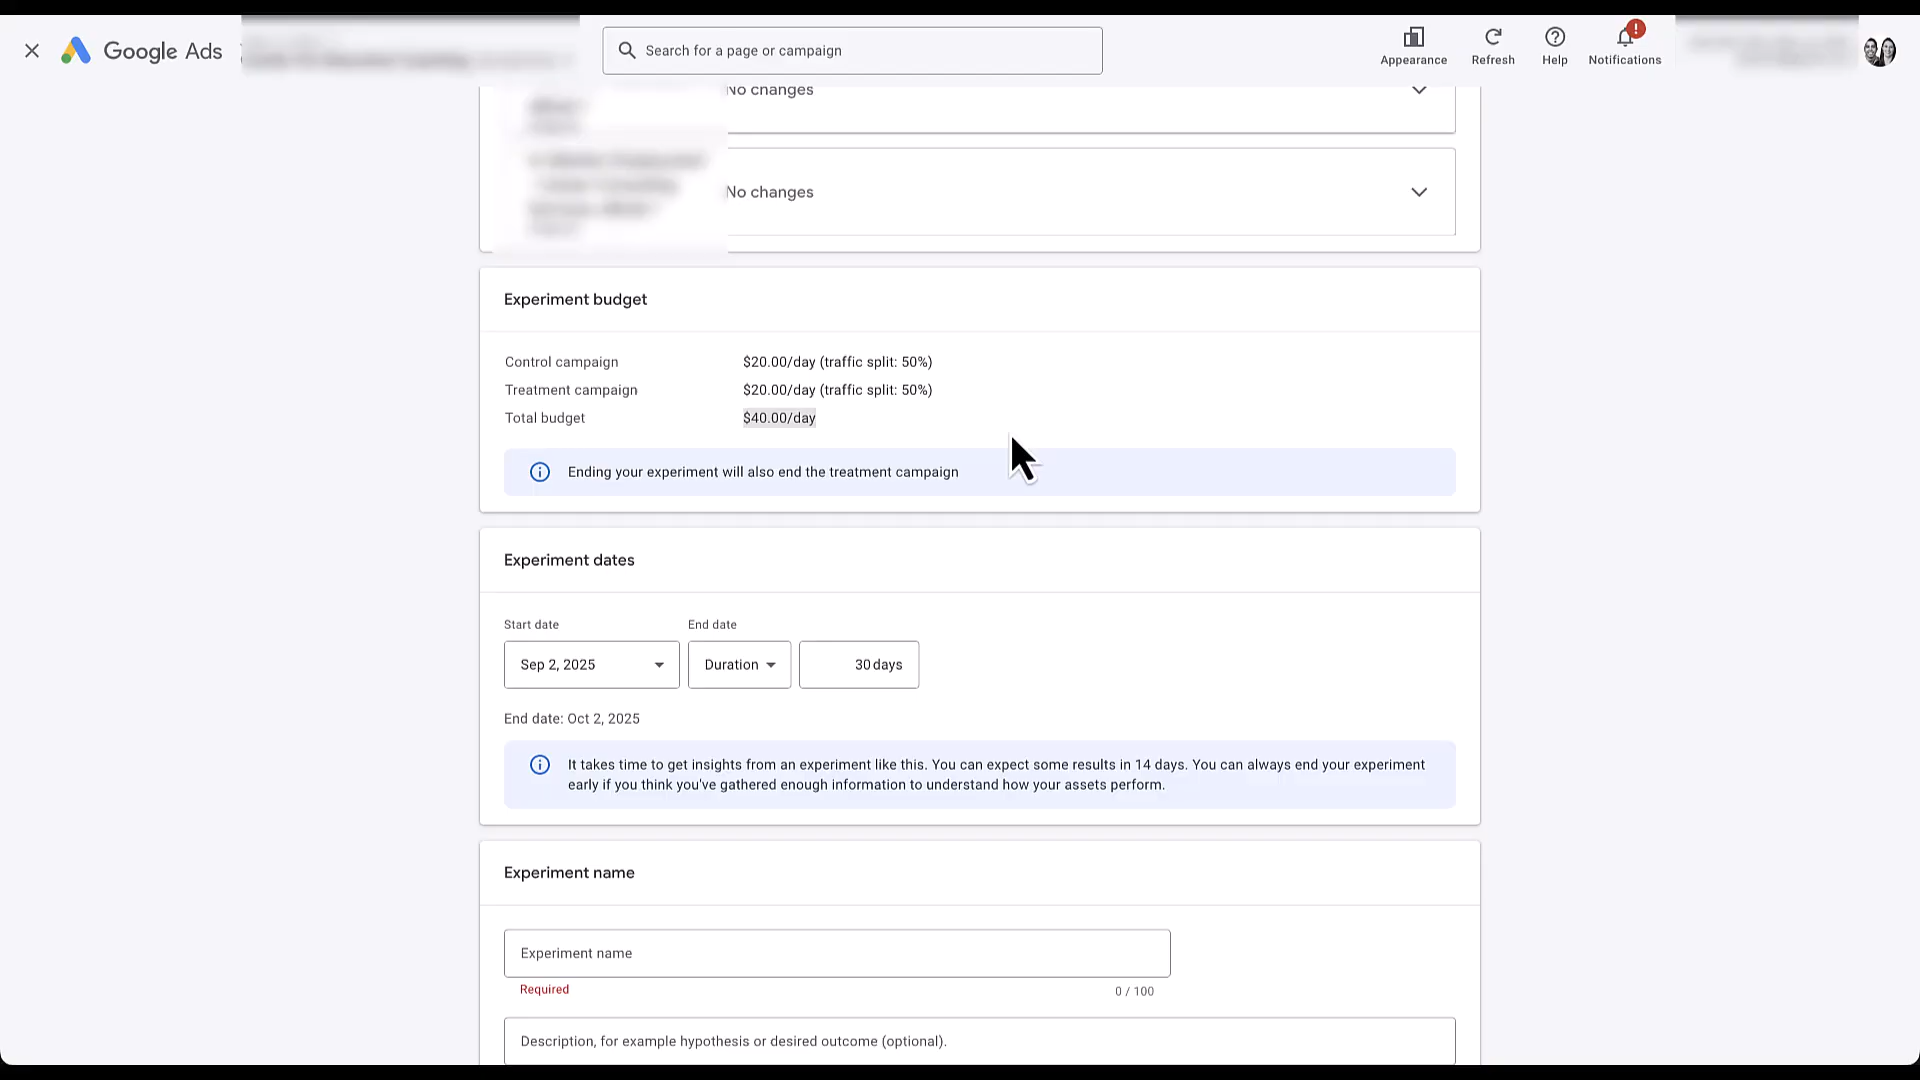 Google Ads
Search for a page or campaign
Appearance
Refresh
Help
Notifications
No changes
No changes
Experiment budget
Control campaign $20.00/day (traffic split: 50%)
Treatment campaign $20.00/day (traffic split: 50%)
Total budget $40.00/day
Ending your experiment will also end the treatment campaign
Experiment dates
Start date End date
Sep 2, 2025 Duration 30 days
End date: Oct 2, 2025
It takes time to get insights from an experiment like this. You can expect some results in 14 days. You can always end your experiment
early if you think you've gathered enough information to understand how your assets perform.
Experiment name
Experiment name
Required 0 / 100
Description, for example hypothesis or desired outcome (optional).